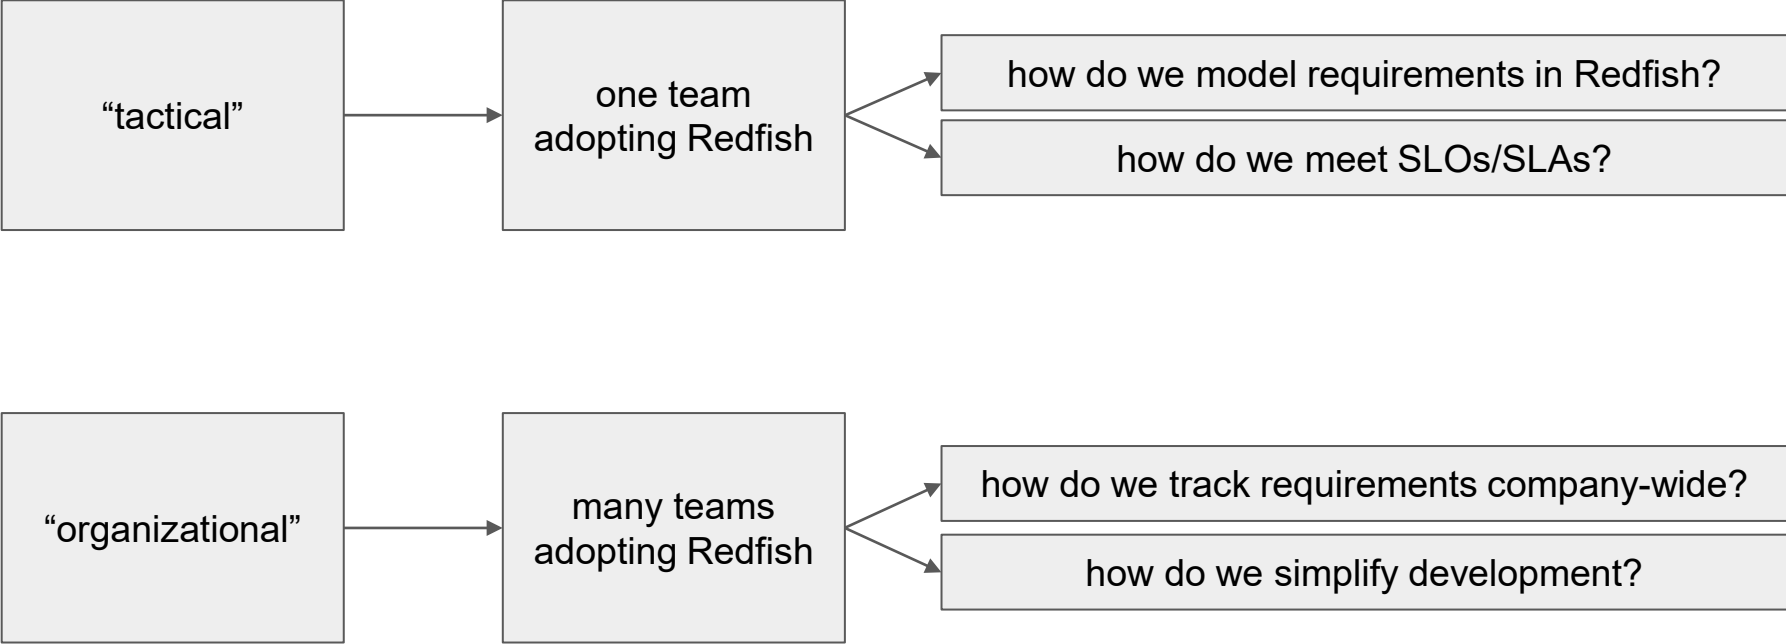 “tactical”
one team
adopting Redfish
how do we model requirements in Redfish?
how do we meet SLOs/SLAs?
“organizational”
many teams
adopting Redfish
how do we track requirements company-wide?
how do we simplify development?